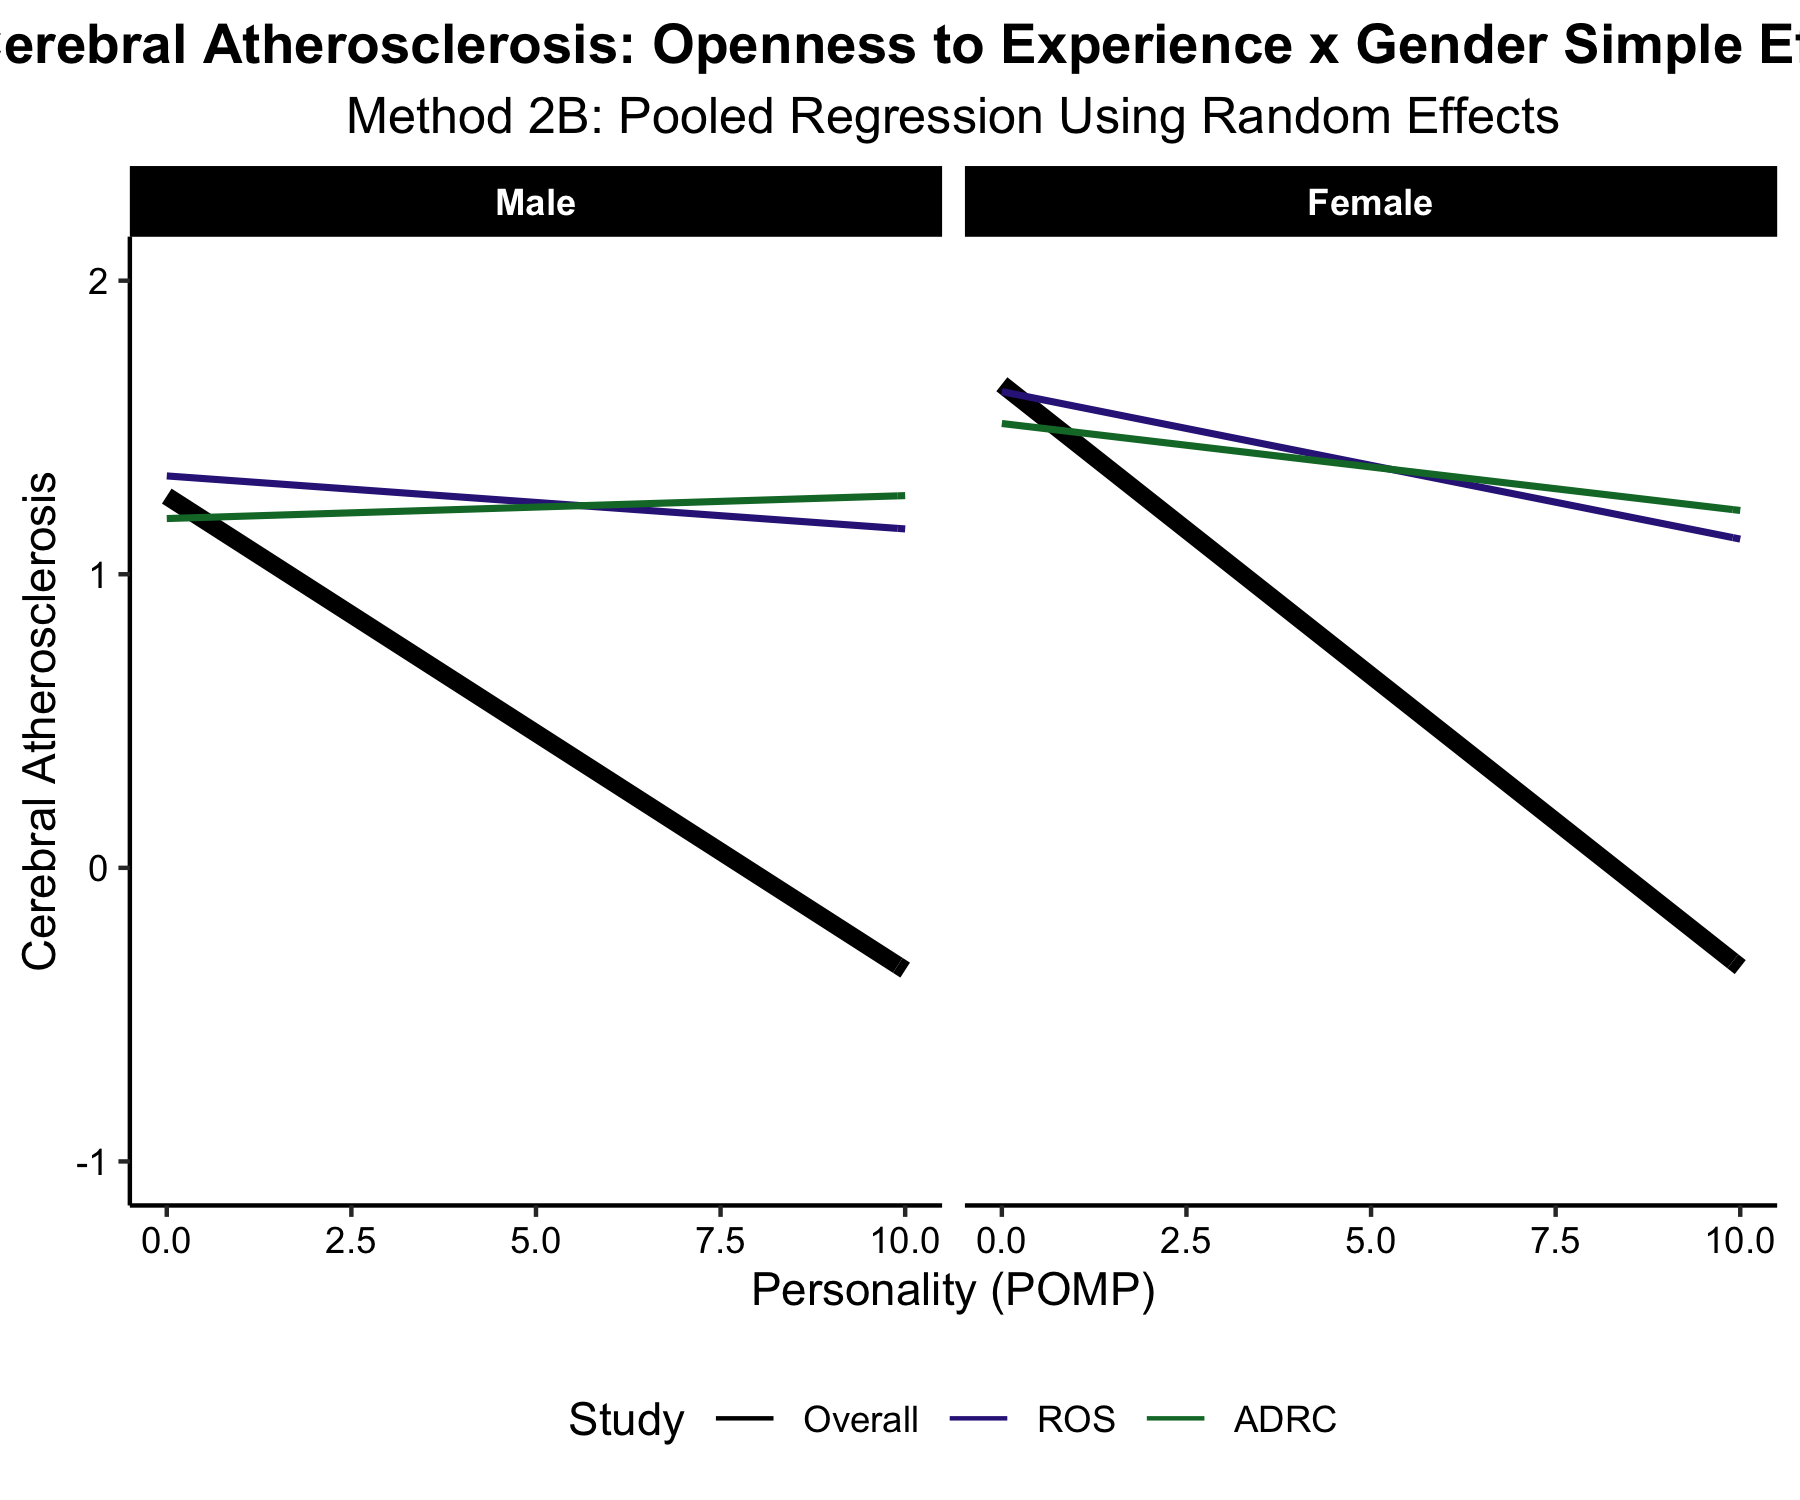 erebral Atherosclerosis: Openness to Experience x Gender Simple
Method 2B: Pooled Regression Using Random Effects
Male Female
Cerebral Atherosclerosis
2
1
0
-1
0.0 2.5 5.0 7.5 10.0 0.0 2.5 5.0 7.5 10.0
Personality (POMP)
Study Overall ROS ADRC